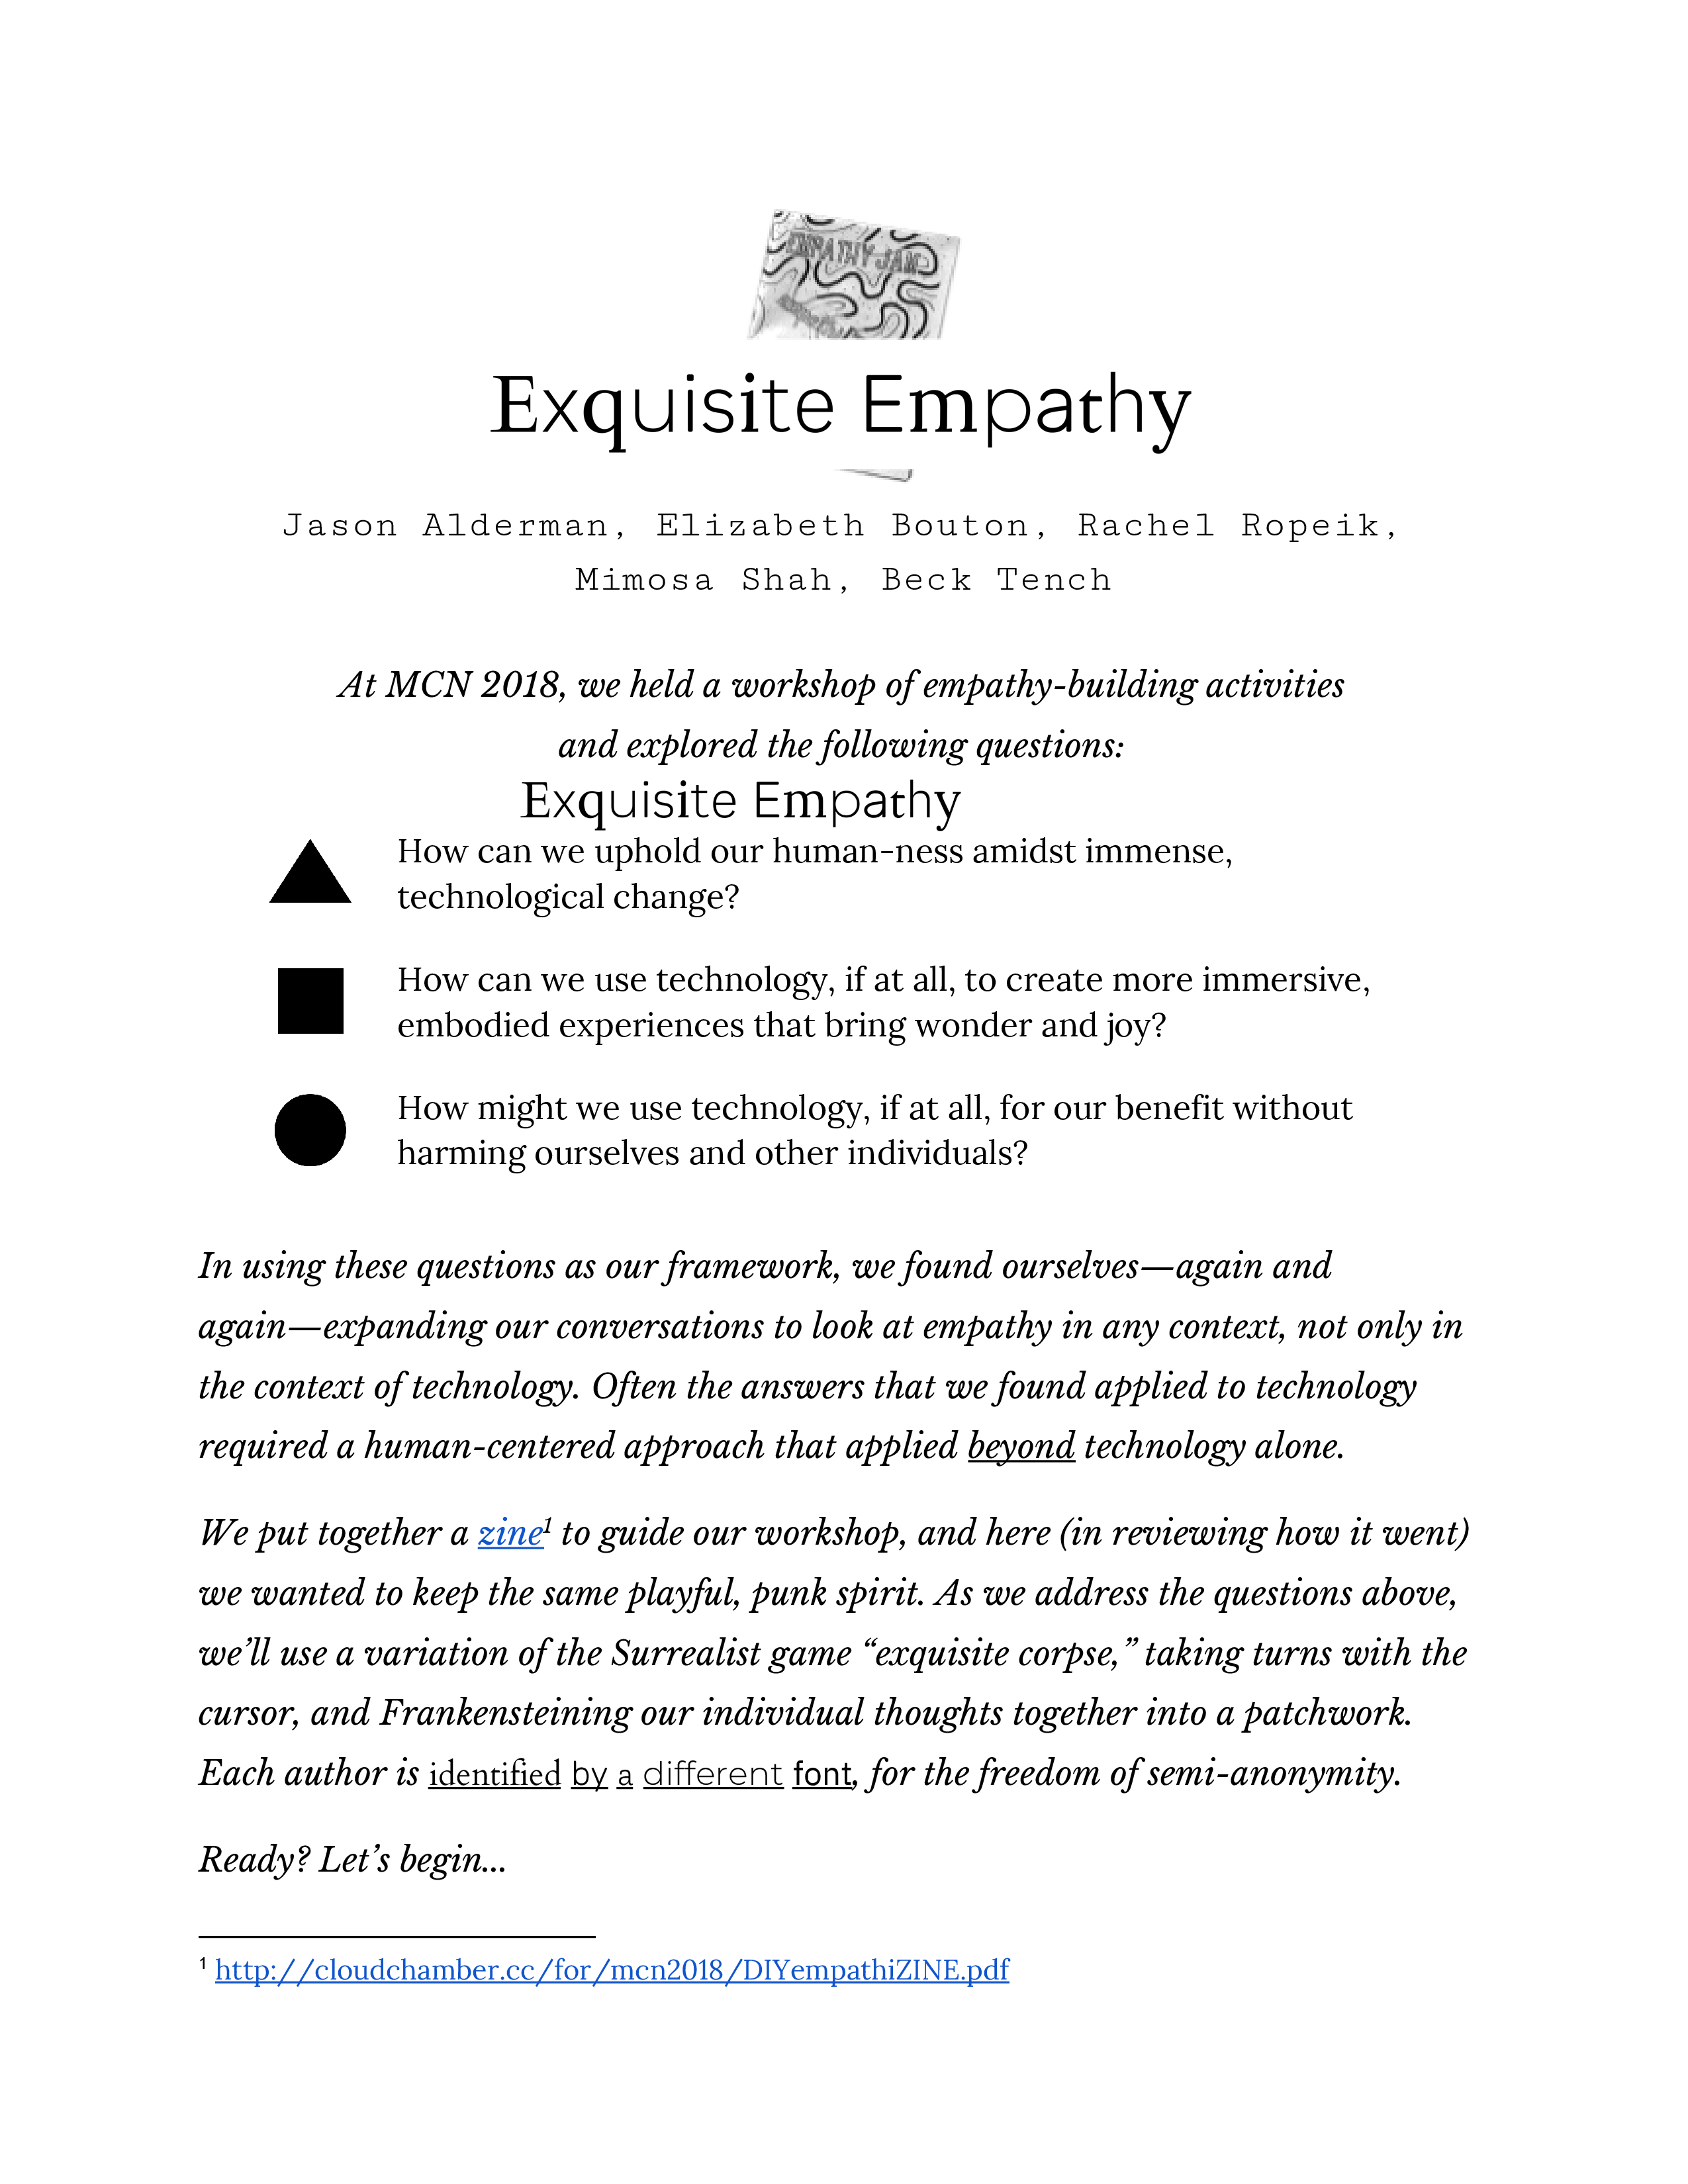 EMPATHY JAM
Exquisite Empathy
Jason Alderman, Elizabeth Bouton, Rachel Ropeik,
Mimosa Shah, Beck Tench
At MCN 2018, we held a workshop of empathy-building activities
and explored the following questions:
Exquisite Empathy
How can we uphold our human-ness amidst immense,
technological change?
How can we use technology, if at all, to create more immersive,
embodied experiences that bring wonder and joy?
How might we use technology, if at all, for our benefit without
harming ourselves and other individuals?
In using these questions as our framework, we found ourselves—again and
again—expanding our conversations to look at empathy in any context, not only in
the context of technology. Often the answers that we found applied to technology
required a human-centered approach that applied beyond technology alone.
We put together a zine¹ to guide our workshop, and here (in reviewing how it went)
we wanted to keep the same playful, punk spirit. As we address the questions above,
we’ll use a variation of the Surrealist game “exquisite corpse,” taking turns with the
cursor, and Frankensteining our individual thoughts together into a patchwork.
Each author is identified by a different font, for the freedom of semi-anonymity.
Ready? Let’s begin...
¹ http://cloudchamber.cc/for/mcn2018/DIYempathiZINE.pdf